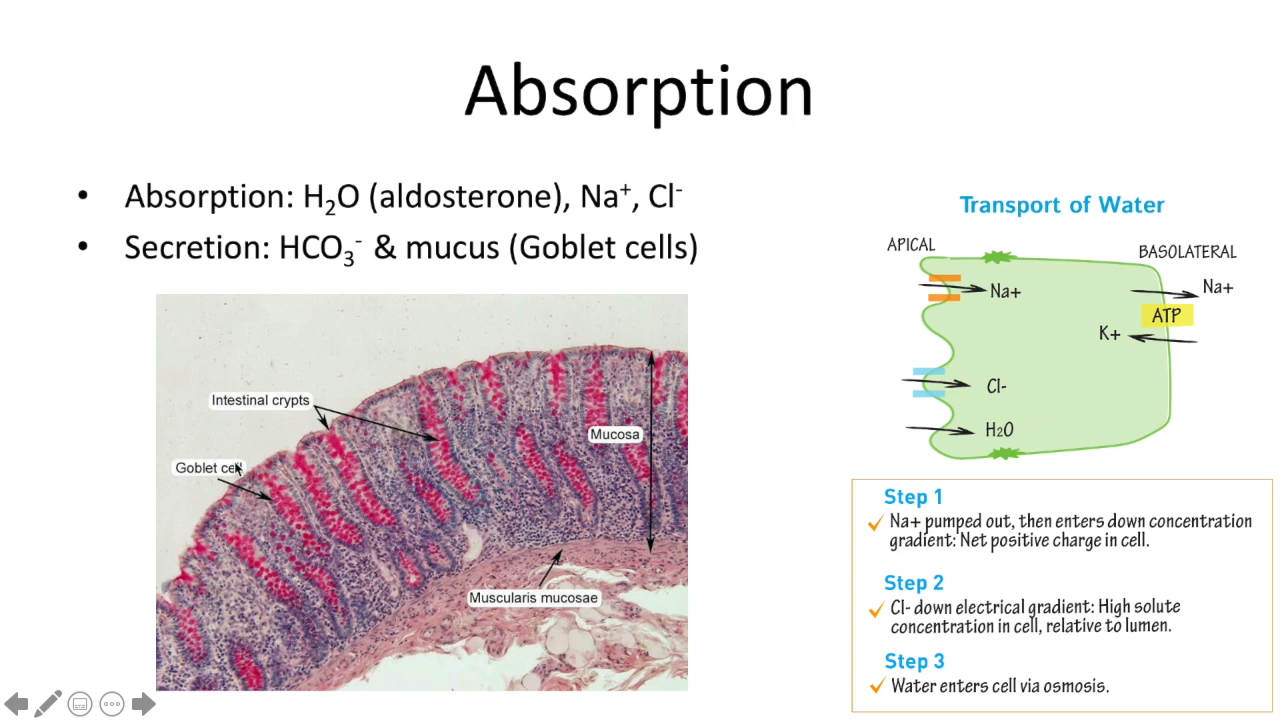 Absorption
• Absorption: H₂O (aldosterone), Na⁺, Cl⁻
• Secretion: HCO₃⁻ & mucus (Goblet cells)
Intestinal crypts
Goblet cell
Mucosa
Muscularis mucosae
Transport of Water
APICAL
BASOLATERAL
Na+
Na+
ATP
K+
Cl-
H₂O
Step 1
Na+ pumped out, then enters down concentration
gradient: Net positive charge in cell.
Step 2
Cl- down electrical gradient: High solute
concentration in cell, relative to lumen.
Step 3
Water enters cell via osmosis.